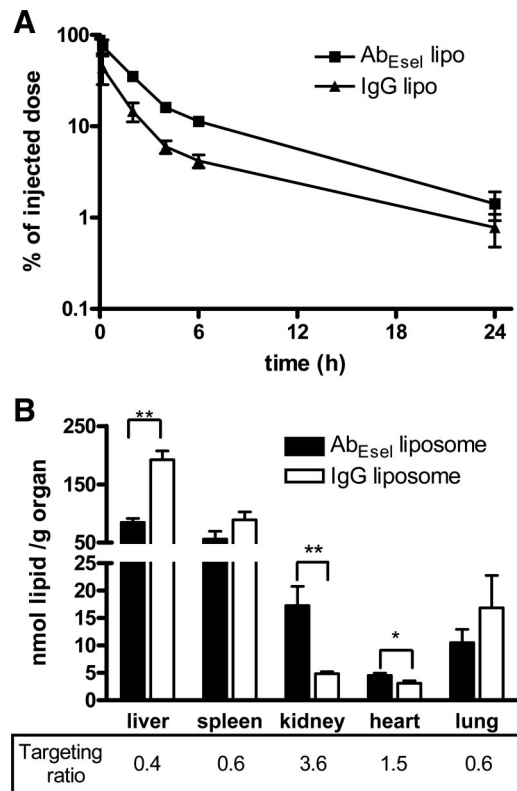 A
100
10
1
0.1
% of injected dose
Ab_Esel lipo
IgG lipo
0 6 12 18 24
time (h)
B
250
150
50
25
20
15
10
5
0
nmol lipid /g organ
Ab_Esel liposome
IgG liposome
**
**
*
liver spleen kidney heart lung
Targeting
ratio
0.4 0.6 3.6 1.5 0.6